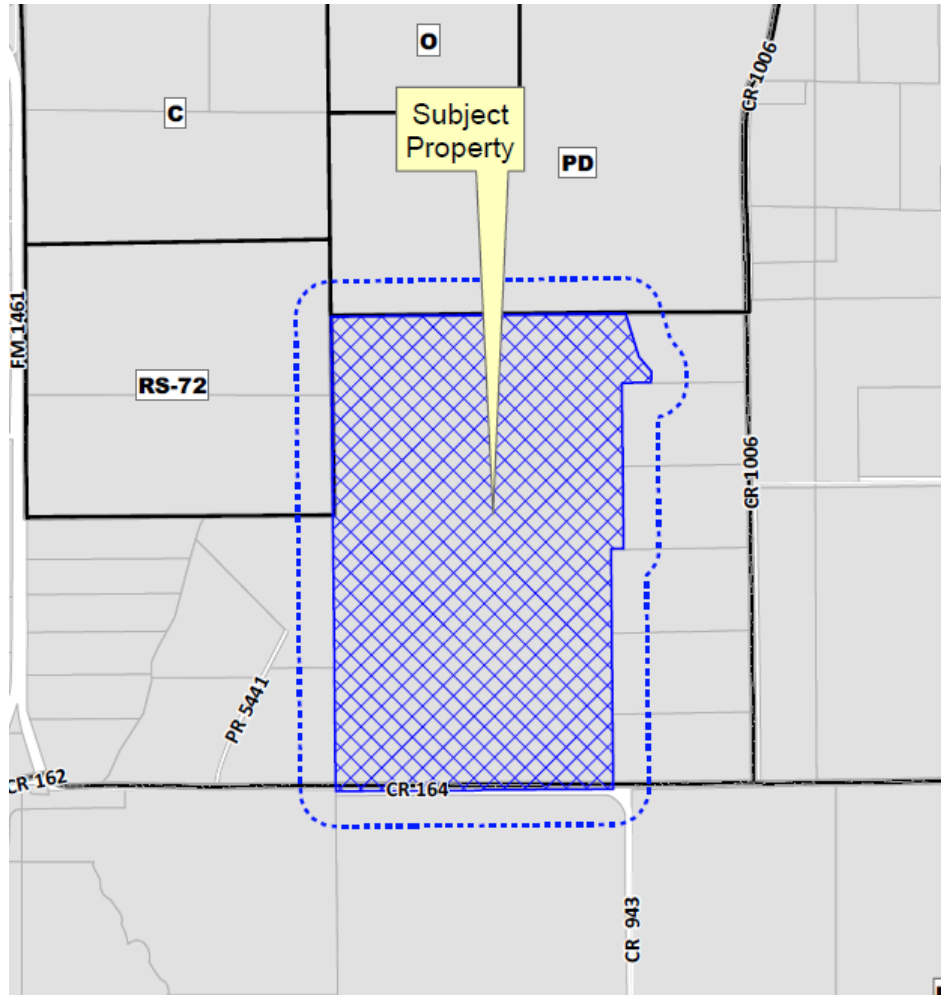 O
CR 1006
C
Subject
Property
PD
FM 1461
RS-72
CR 1006
PR 5441
CR 162
CR 164
CR 943